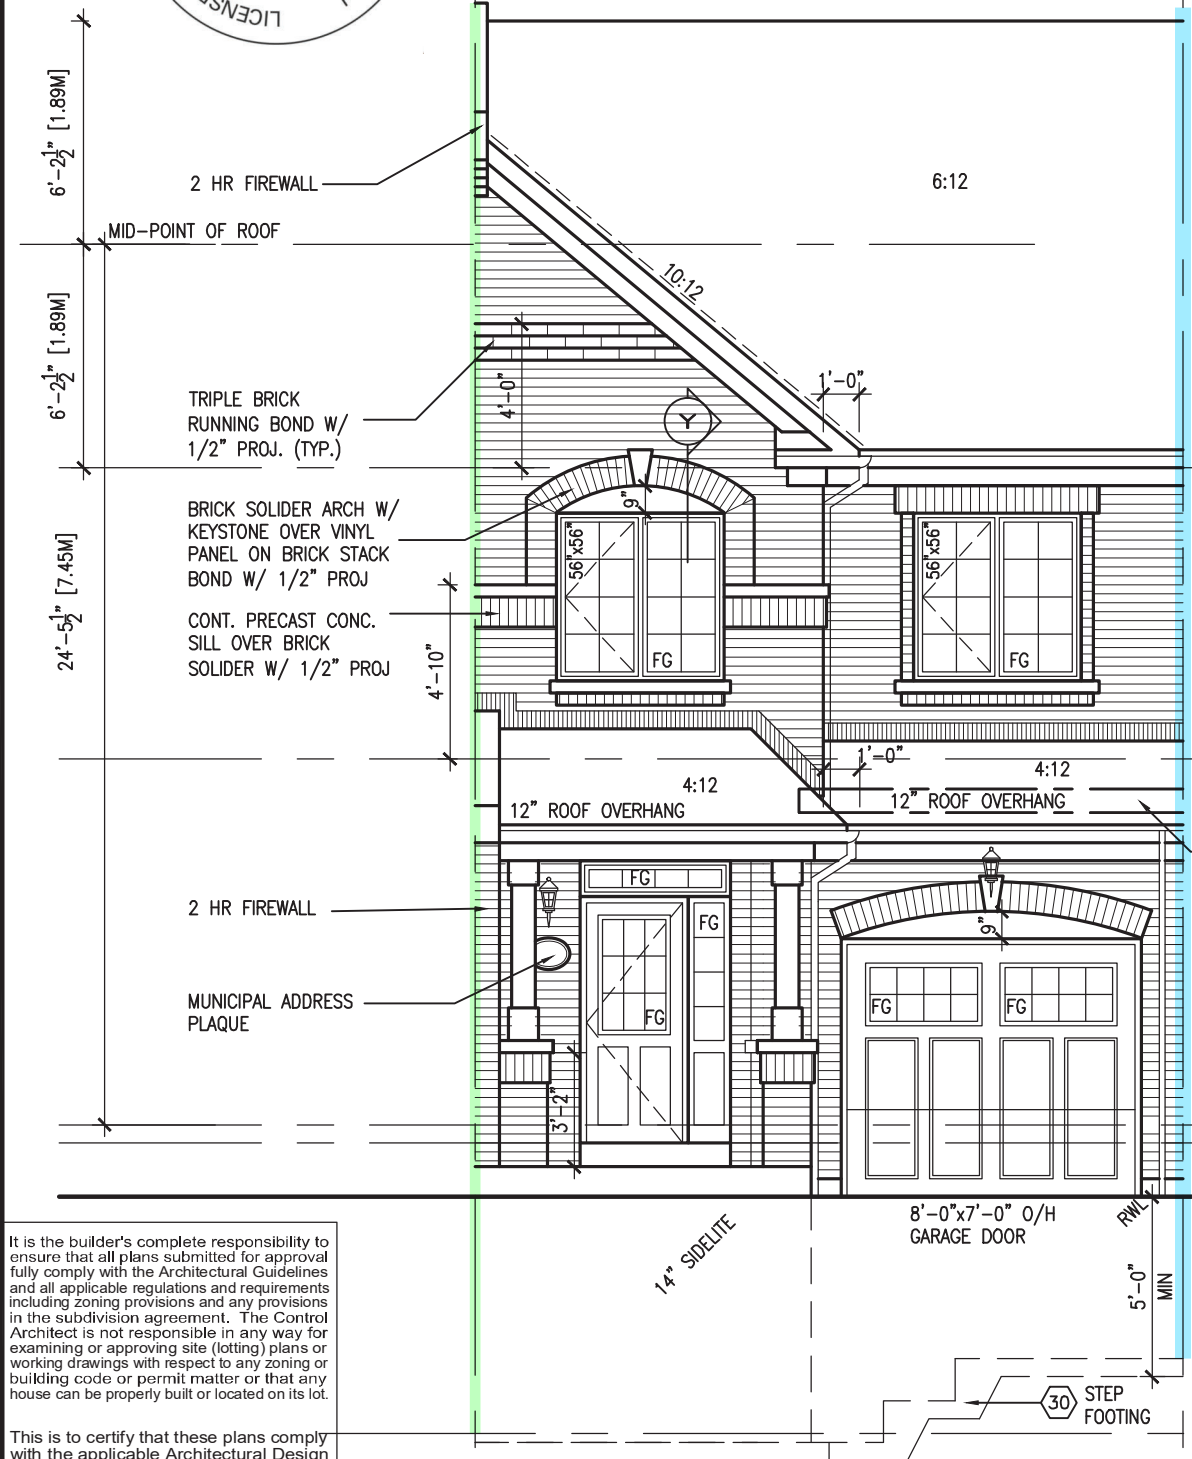 LICENSE
6'-2 1/2" [1.89M]
2 HR FIREWALL
6:12
MID-POINT OF ROOF
10:12
6'-2 1/2" [1.89M]
1'-0"
4'-0"
TRIPLE BRICK
RUNNING BOND W/
1/2" PROJ. (TYP.)
Y
BRICK SOLIDER ARCH W/
KEYSTONE OVER VINYL
PANEL ON BRICK STACK
BOND W/ 1/2" PROJ
9"
56"x56"
56"x56"
24'-5 1/2" [7.45M]
CONT. PRECAST CONC.
SILL OVER BRICK
SOLIDER W/ 1/2" PROJ
FG
FG
4'-10"
1'-0"
4:12
4:12
12" ROOF OVERHANG
12" ROOF OVERHANG
FG
2 HR FIREWALL
FG
9"
MUNICIPAL ADDRESS
PLAQUE
FG
FG
FG
3'-2"
8'-0"x7'-0" O/H
GARAGE DOOR
RWL
14" SIDELITE
5'-0"
MIN
It is the builder's complete responsibility to
ensure that all plans submitted for approval
fully comply with the Architectural Guidelines
and all applicable regulations and requirements
including zoning provisions and any provisions
in the subdivision agreement. The Control
Architect is not responsible in any way for
examining or approving site (lotting) plans or
working drawings with respect to any zoning or
building code or permit matter or that any
house can be properly built or located on its lot.
30
STEP
FOOTING
This is to certify that these plans comply
with the applicable Architectural Design